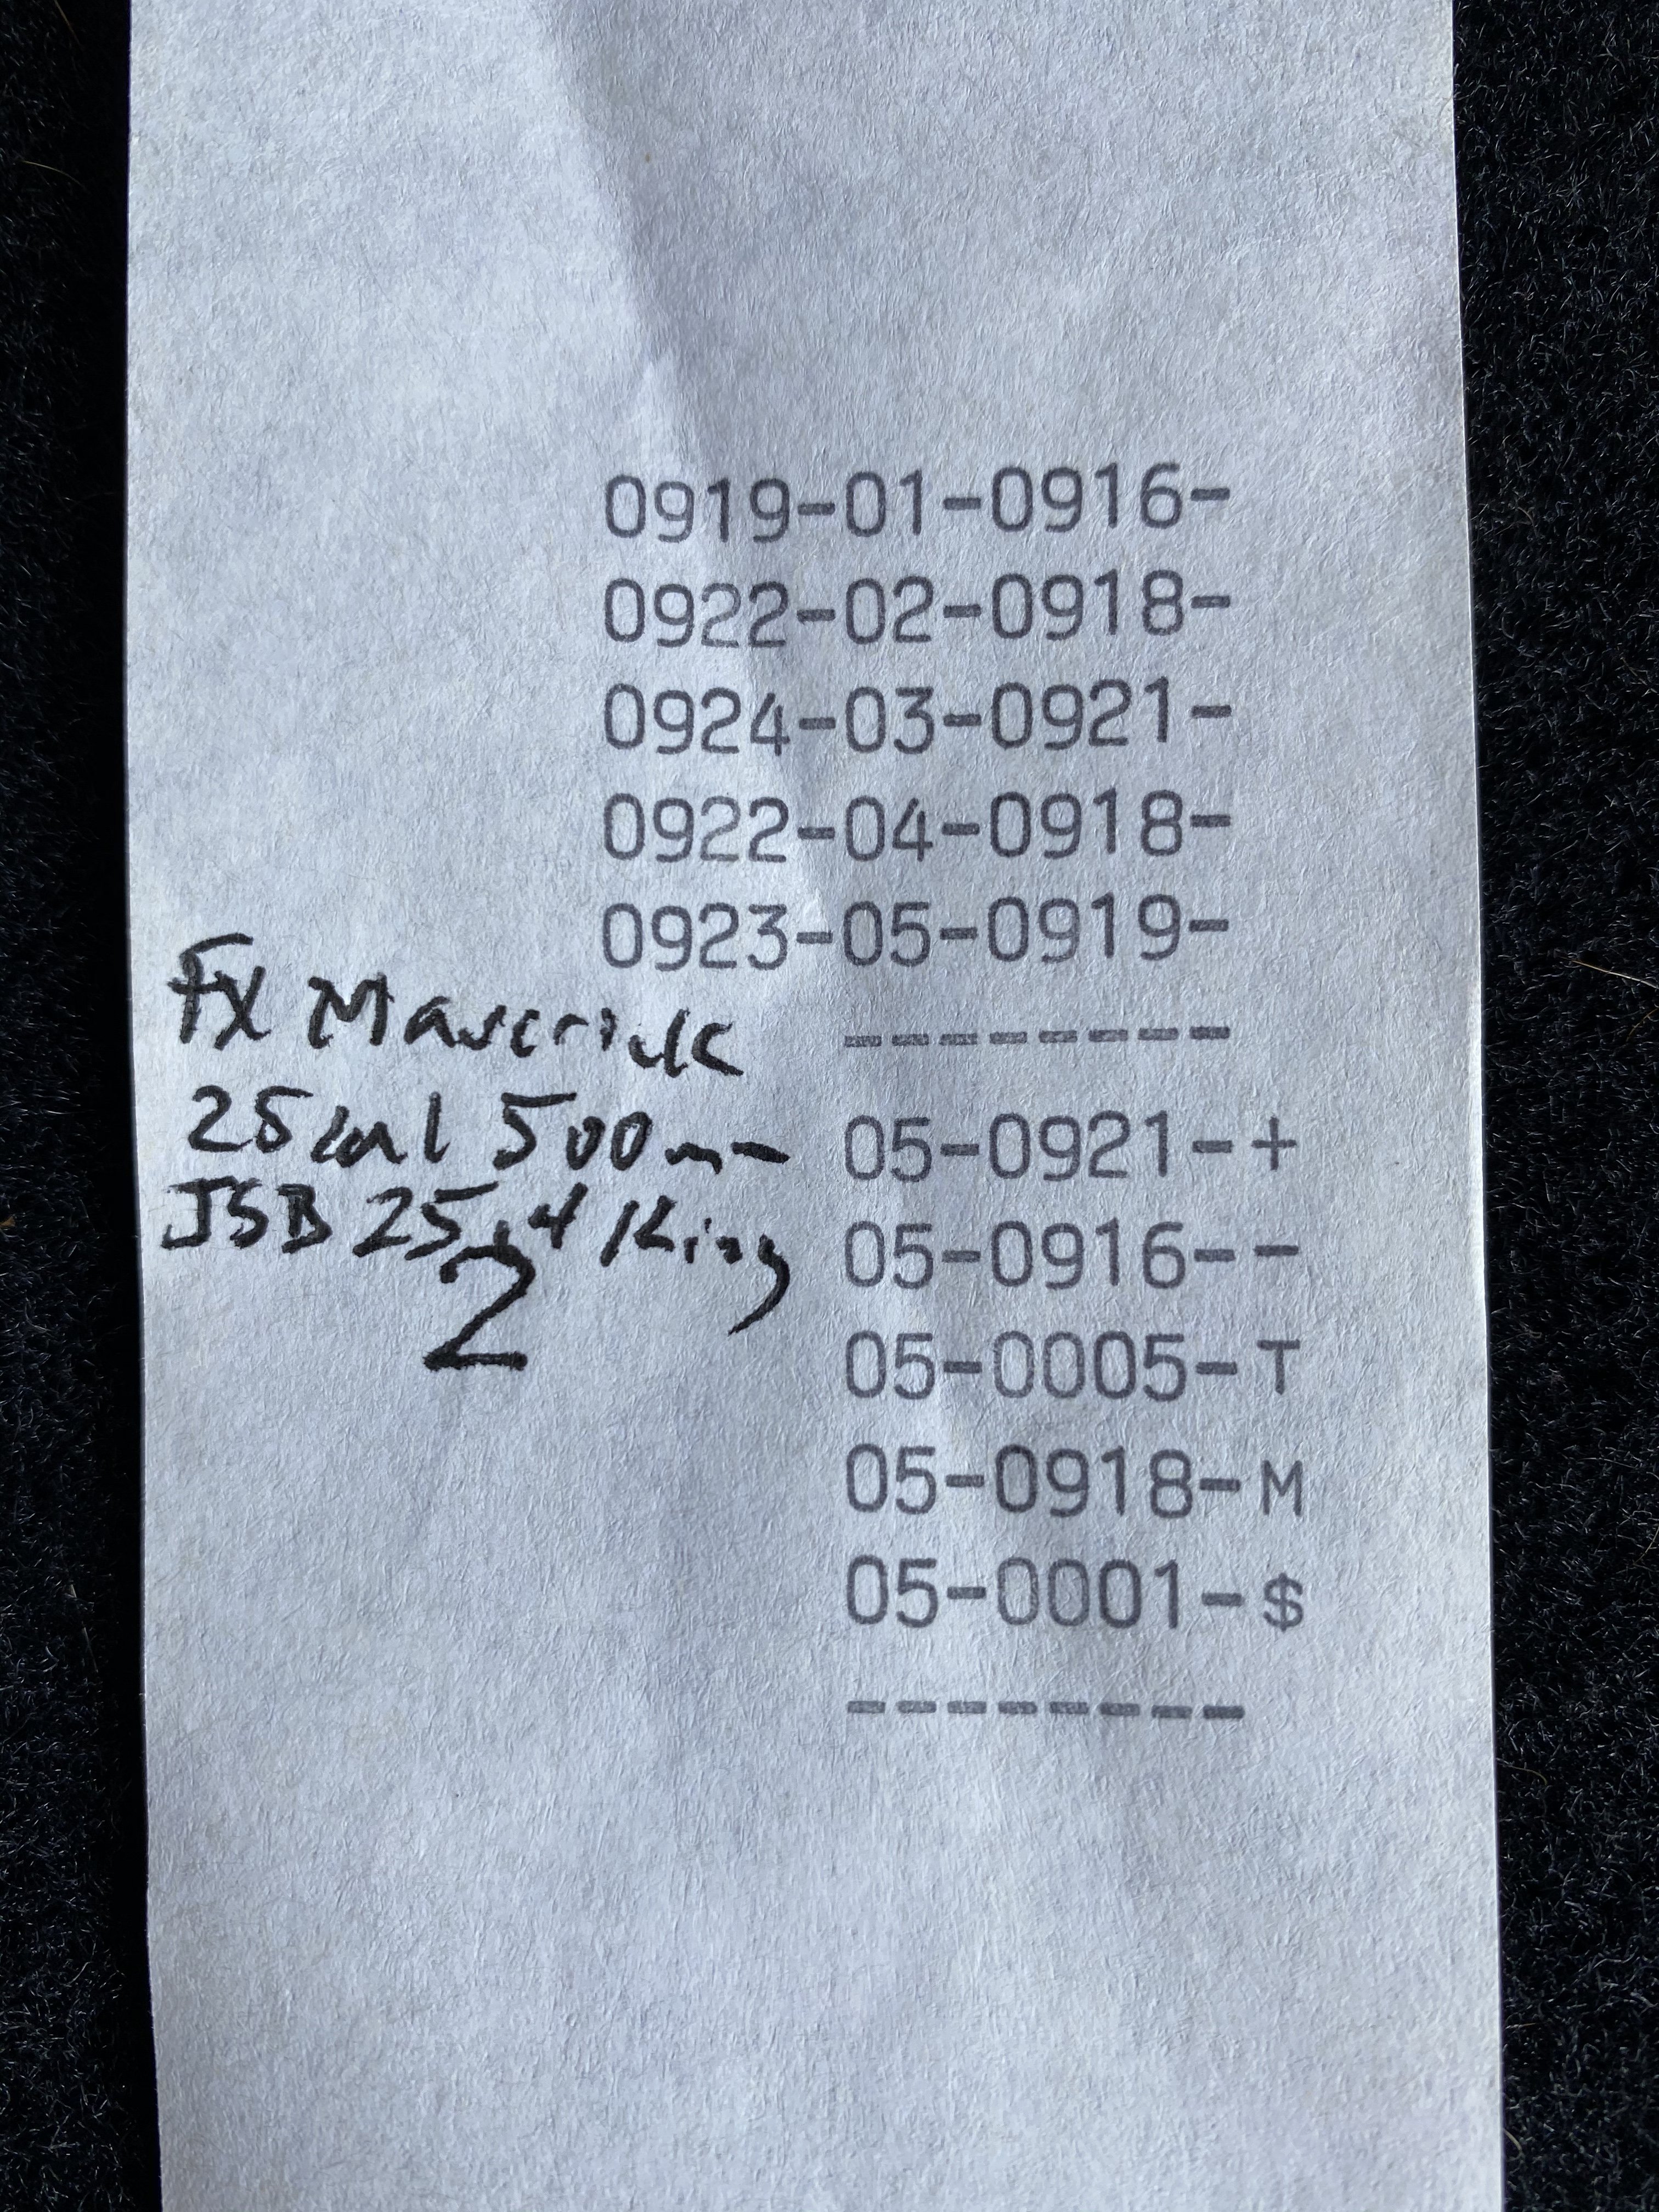 0919-01-0916-
0922-02-0918-
0924-03-0921-
0922-04-0918-
0923-05-0919-
--------
05-0921-+
05-0916--
05-0005-T
05-0918-M
05-0001-$
--------
FX Maverick
25cal 500mm
JSB 25.4 King
2